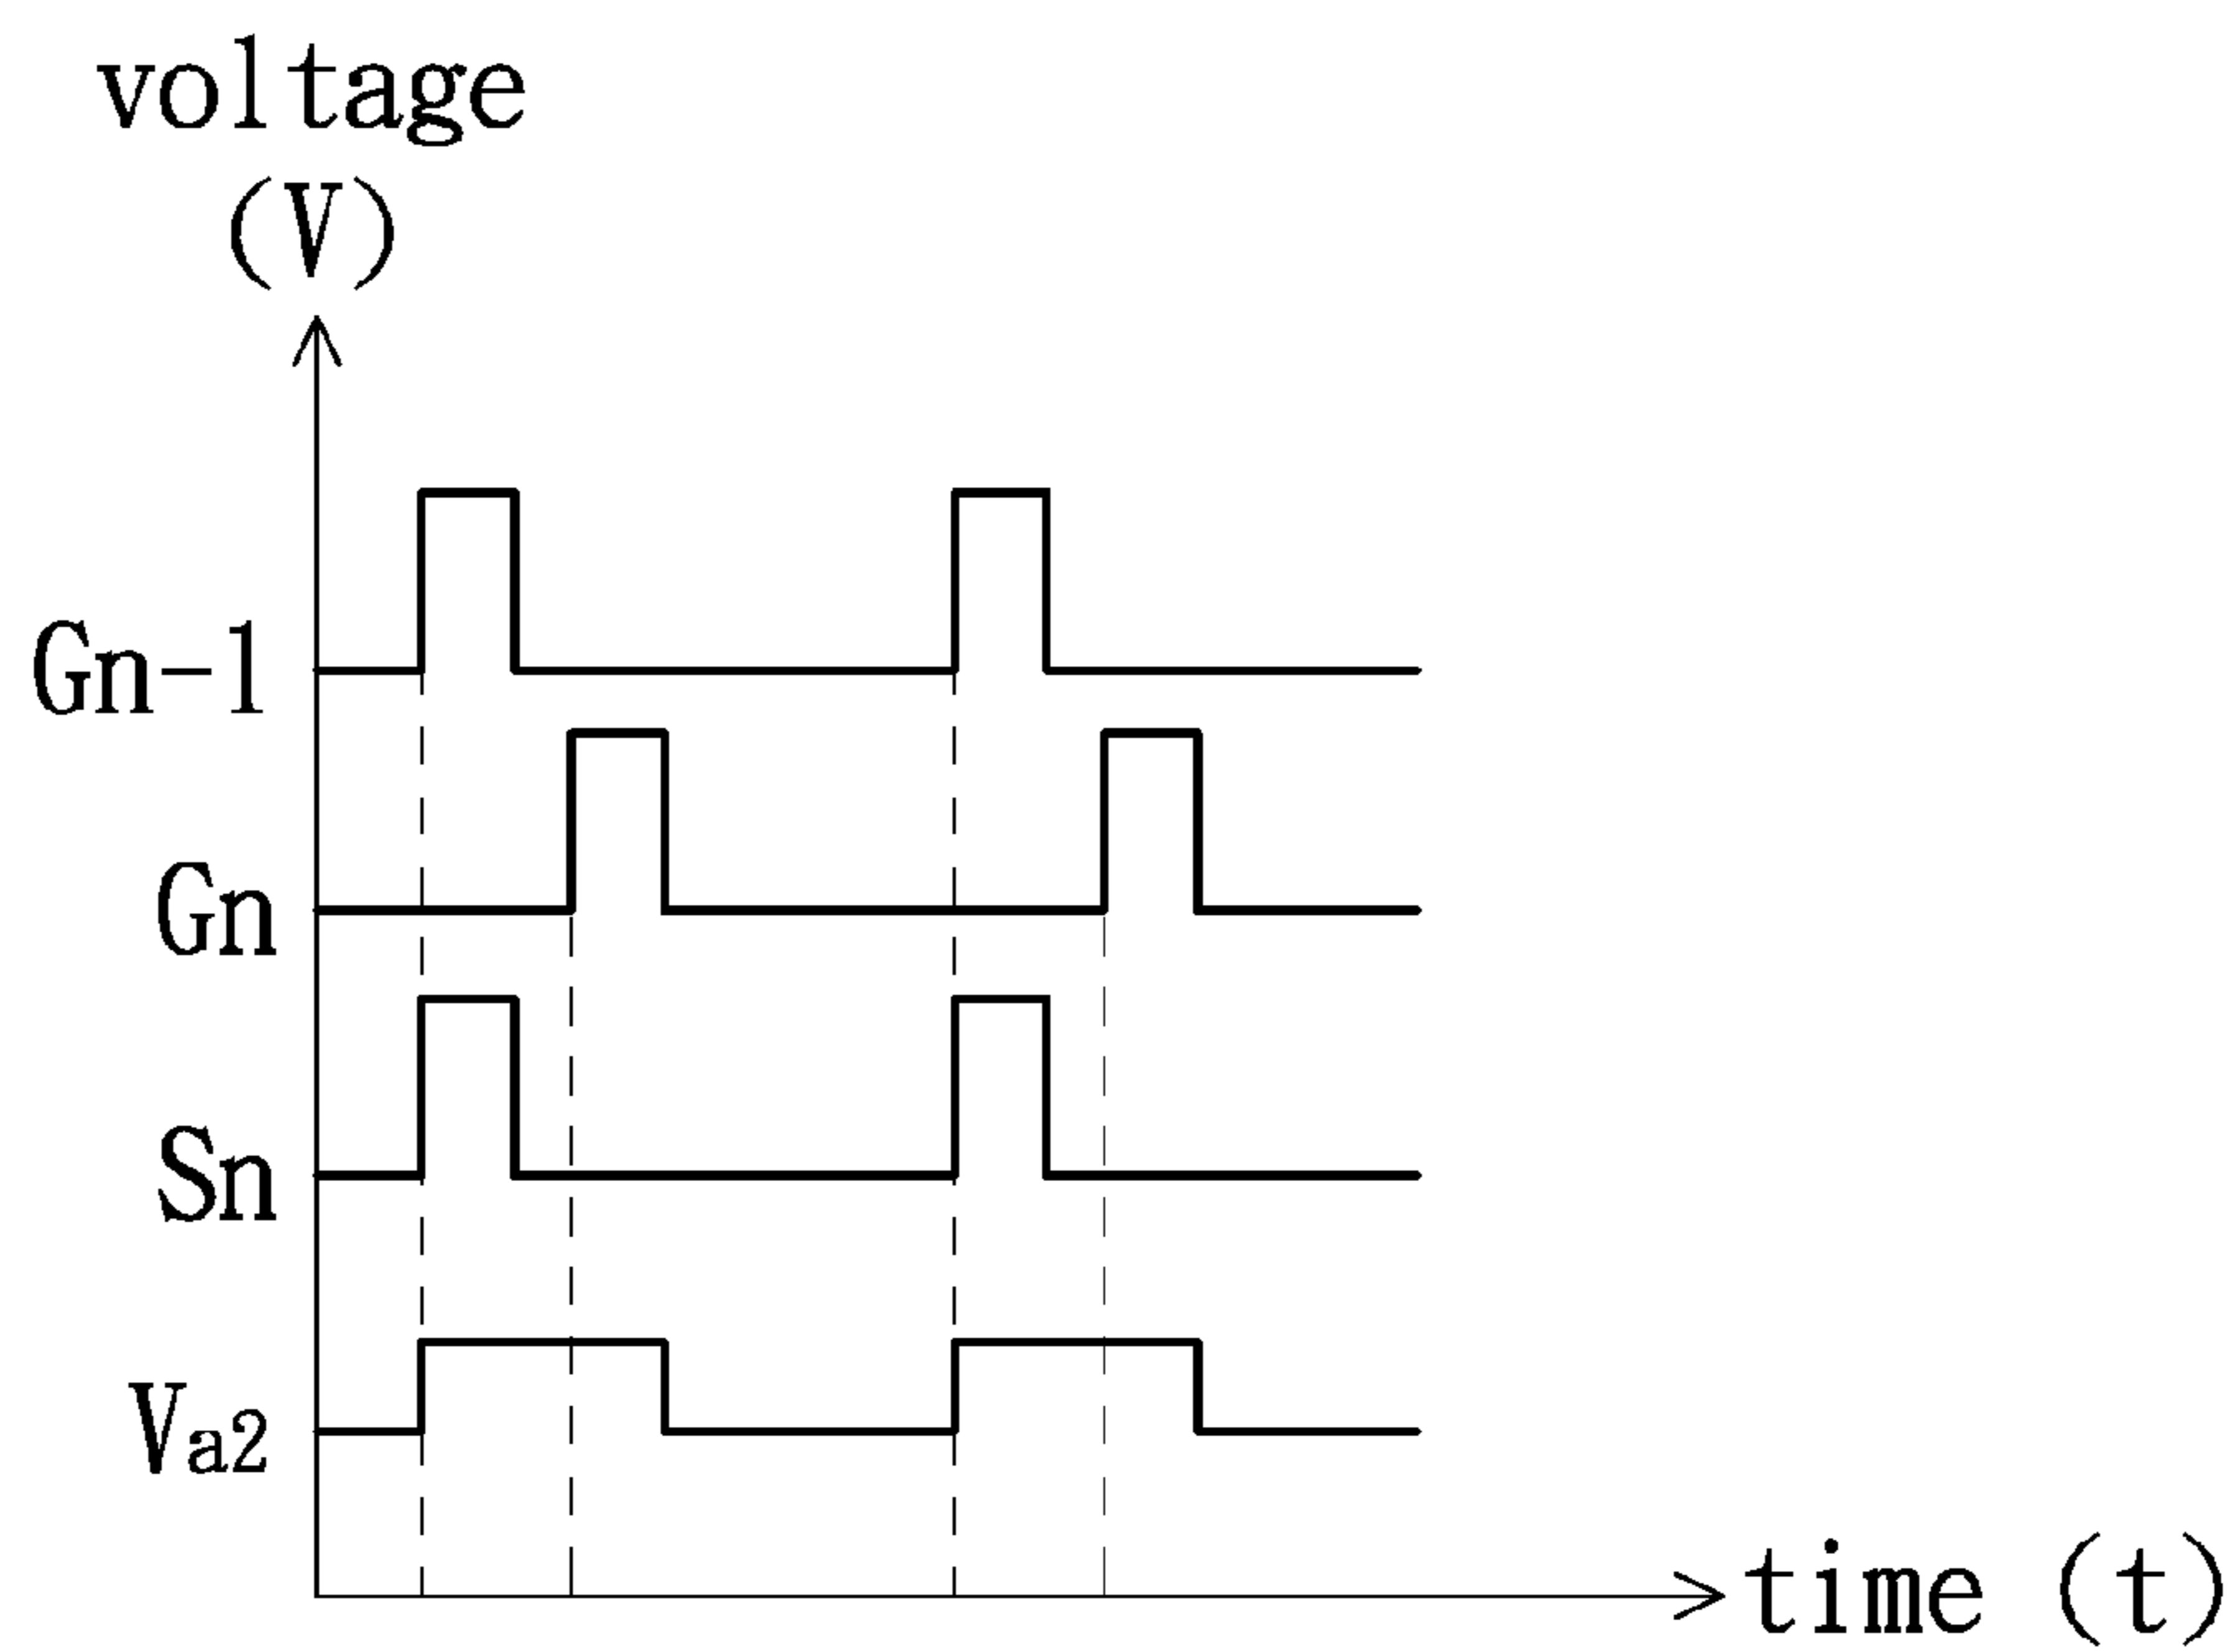 voltage
(V)
Gn-1
Gn
Sn
Va2
time (t)